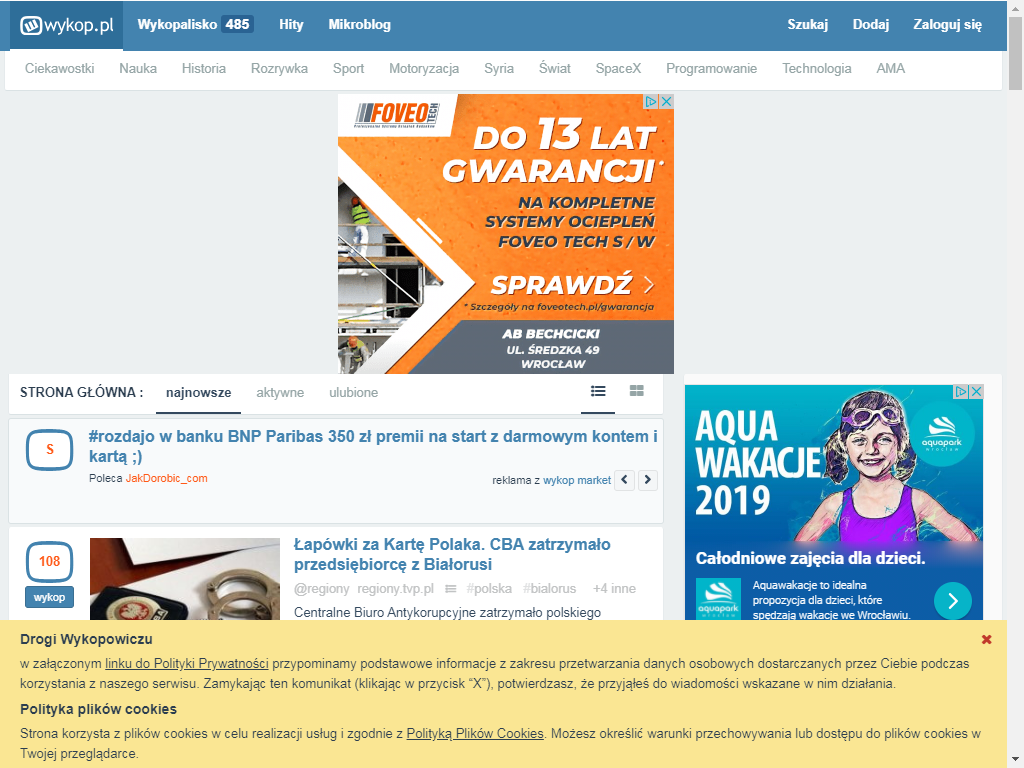 wykop.pl Wykopalisko 485 Hity Mikroblog Szukaj Dodaj Zaloguj się
Ciekawostki Nauka Historia Rozrywka Sport Motoryzacja Syria Świat SpaceX Programowanie Technologia AMA
FOVEO TECH
DO 13 LAT
GWARANCJI*
NA KOMPLETNE
SYSTEMY OCIEPLEŃ
FOVEO TECH S / W
SPRAWDŹ
* Szczegóły na foveotech.pl/gwarancja
AB BECHCICKI
UL. ŚREDZKA 49
WROCŁAW
STRONA GŁÓWNA : najnowsze aktywne ulubione
S
#rozdajo w banku BNP Paribas 350 zł premii na start z darmowym kontem i
kartą ;)
Poleca JakDorobic_com
reklama z wykop market
108
wykop
Łapówki za Kartę Polaka. CBA zatrzymało
przedsiębiorcę z Białorusi
@regiony regiony.tvp.pl #polska #bialorus +4 inne
Centralne Biuro Antykorupcyjne zatrzymało polskiego
AQUA
WAKACJE
2019
aquapark
wrocław
Całodniowe zajęcia dla dzieci.
aquapark
Aquawakacje to idealna
propozycja dla dzieci, które
spędzają wakacje we Wrocławiu.
Drogi Wykopowiczu
w załączonym linku do Polityki Prywatności przypominamy podstawowe informacje z zakresu przetwarzania danych osobowych dostarczanych przez Ciebie podczas
korzystania z naszego serwisu. Zamykając ten komunikat (klikając w przycisk “X”), potwierdzasz, że przyjąłeś do wiadomości wskazane w nim działania.
Polityka plików cookies
Strona korzysta z plików cookies w celu realizacji usług i zgodnie z Polityką Plików Cookies. Możesz określić warunki przechowywania lub dostępu do plików cookies w
Twojej przeglądarce.